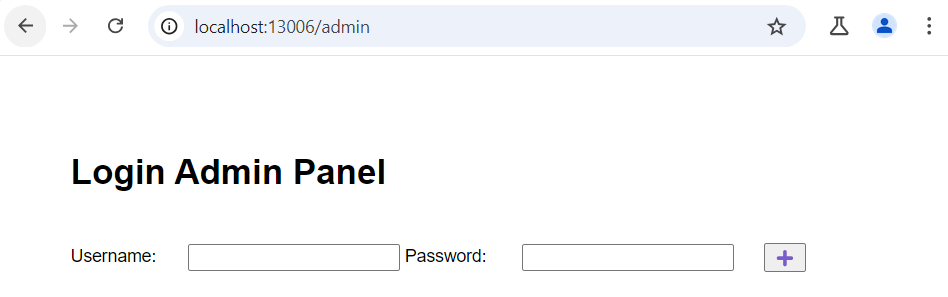 localhost:13006/admin
Login Admin Panel
Username: Password: